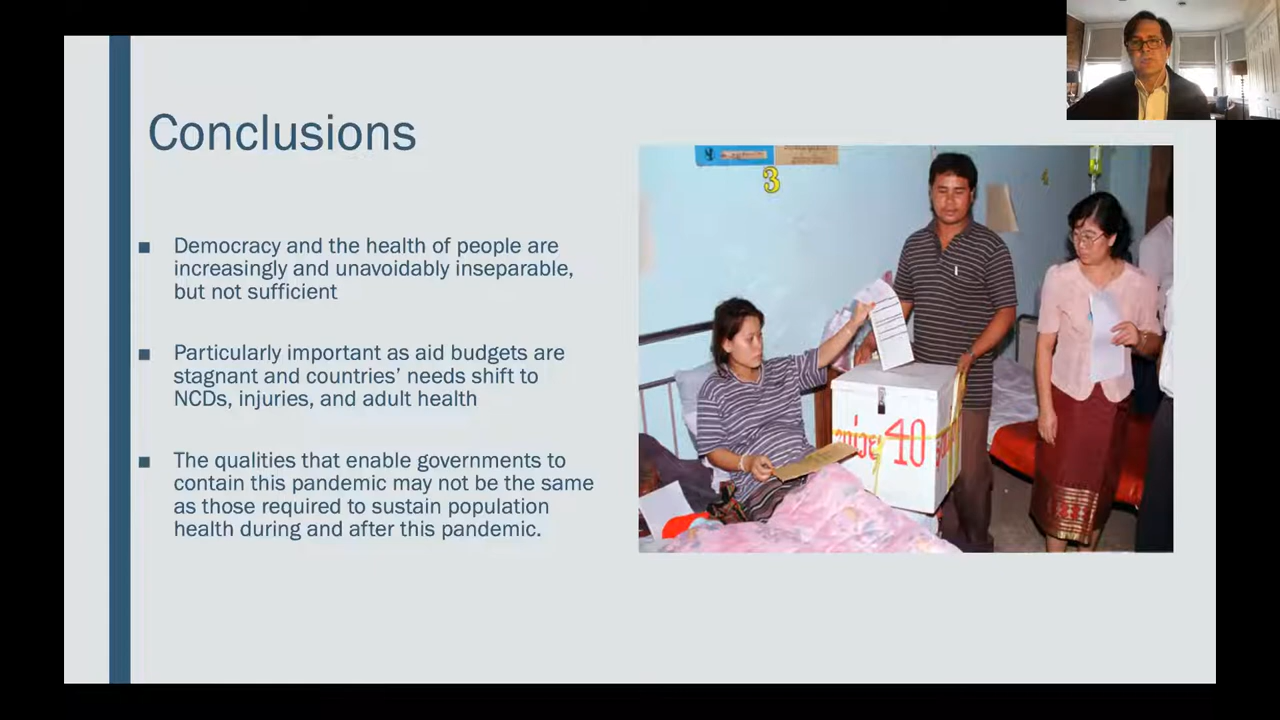 Conclusions
■ Democracy and the health of people are
increasingly and unavoidably inseparable,
but not sufficient
■ Particularly important as aid budgets are
stagnant and countries’ needs shift to
NCDs, injuries, and adult health
■ The qualities that enable governments to
contain this pandemic may not be the same
as those required to sustain population
health during and after this pandemic.
3
4
40